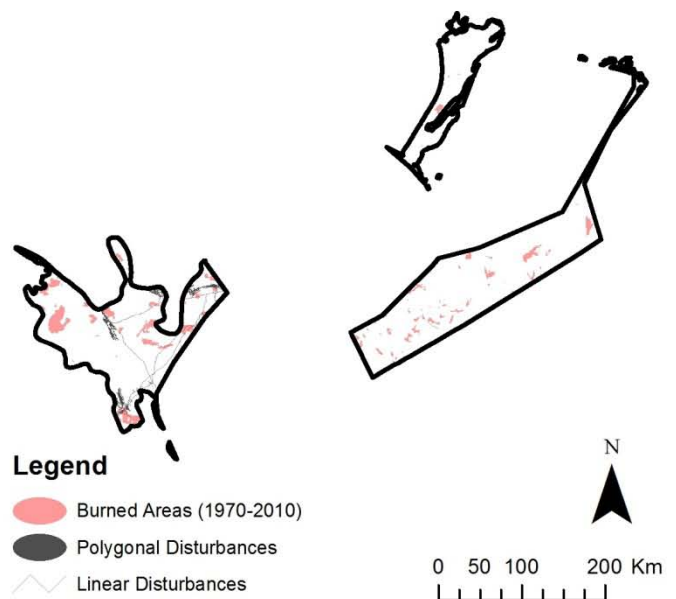 N
Legend
Burned Areas (1970-2010)
Polygonal Disturbances
Linear Disturbances
0 50 100 200 Km